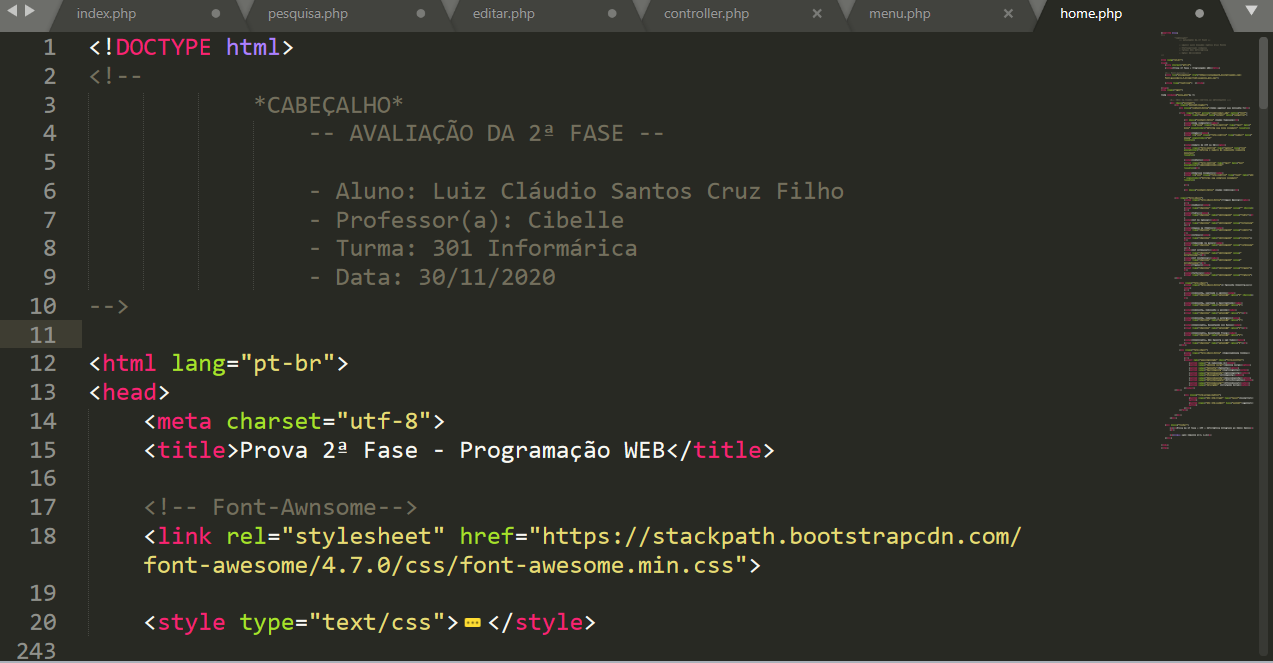 index.php pesquisa.php editar.php controller.php menu.php home.php
1 <!DOCTYPE html>
2 <!--
3 *CABEÇALHO*
4 -- AVALIAÇÃO DA 2ª FASE --
5
6 - Aluno: Luiz Cláudio Santos Cruz Filho
7 - Professor(a): Cibelle
8 - Turma: 301 Informárica
9 - Data: 30/11/2020
10 -->
11
12 <html lang="pt-br">
13 <head>
14 <meta charset="utf-8">
15 <title>Prova 2ª Fase - Programação WEB</title>
16
17 <!-- Font-Awnsome-->
18 <link rel="stylesheet" href="https://stackpath.bootstrapcdn.com/
font-awesome/4.7.0/css/font-awesome.min.css">
19
20 <style type="text/css"></style>
243